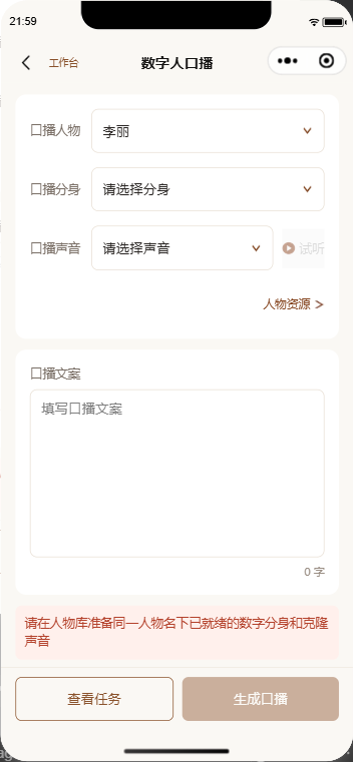 21:59
工作台
数字人口播
口播人物
李丽
口播分身
请选择分身
口播声音
请选择声音
试听
人物资源 >
口播文案
填写口播文案
0 字
请在人物库准备同一人物名下已就绪的数字分身和克隆
声音
查看任务
生成口播